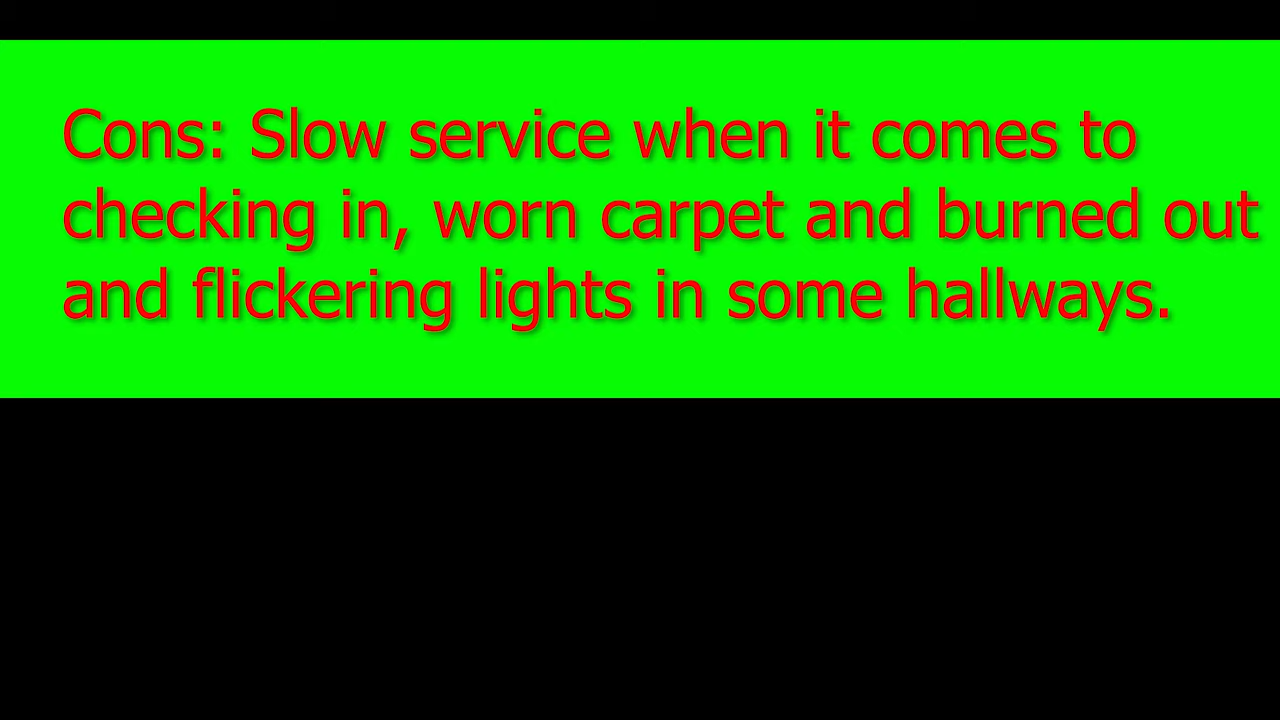 Cons: Slow service when it comes to
checking in, worn carpet and burned out
and flickering lights in some hallways.